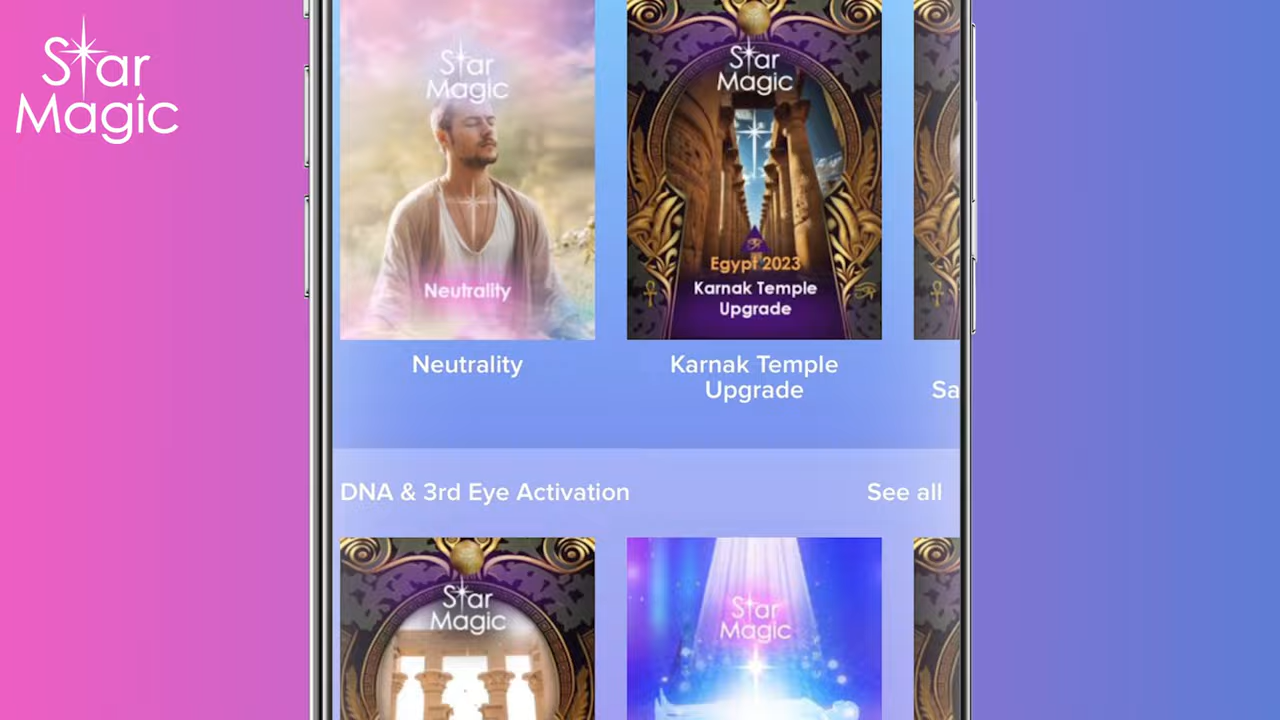 Star
Magic
Star
Magic
Neutrality
Neutrality
Star
Magic
Egypt 2023
Karnak Temple
Upgrade
Karnak Temple
Upgrade
Sa
DNA & 3rd Eye Activation
See all
Star
Magic
Star
Magic